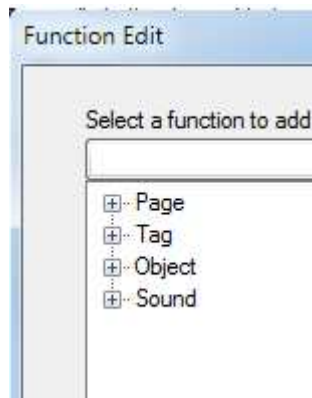 Function Edit
Select a function to add
Page
Tag
Object
Sound